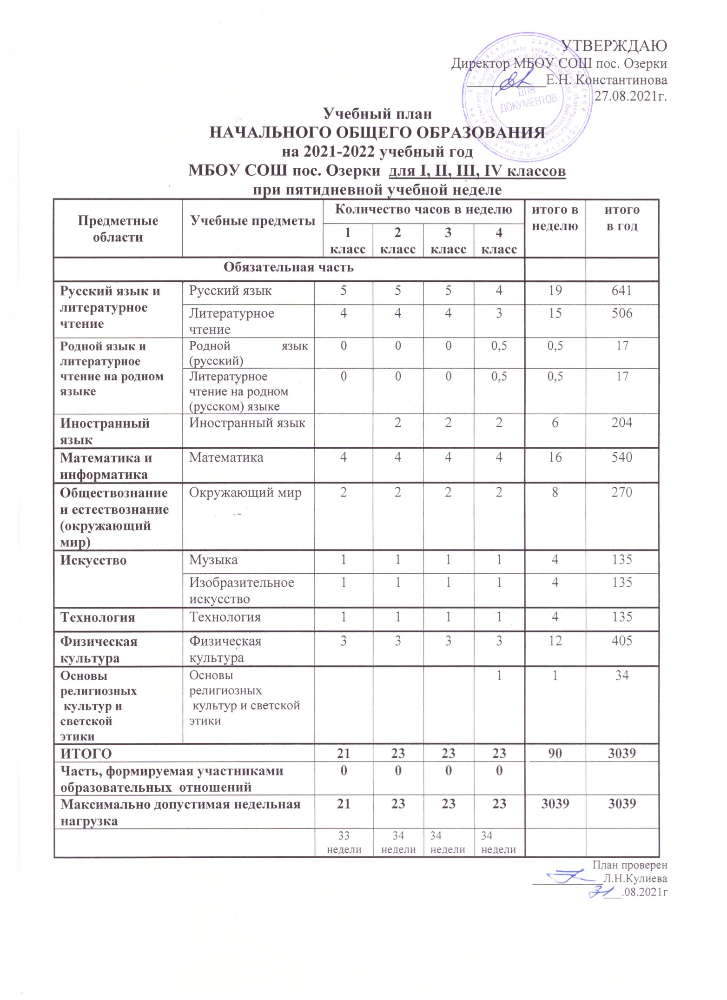 УТВЕРЖДАЮ
Директор МБОУ СОШ пос. Озерки
Е.Н. Константинова
27.08.2021г.
ДЛЯ
ДОКУМЕНТОВ
Учебный план
НАЧАЛЬНОГО ОБЩЕГО ОБРАЗОВАНИЯ
на 2021-2022 учебный год
МБОУ СОШ пос. Озерки для I, II, III, IV классов
при пятидневной учебной неделе
Предметные области Учебные предметы Количество часов в неделю итого в неделю итого в год
1 класс 2 класс 3 класс 4 класс
Обязательная часть
Русский язык и литературное чтение Русский язык 5 5 5 4 19 641
Литературное чтение 4 4 4 3 15 506
Родной язык и литературное чтение на родном языке Родной язык (русский) 0 0 0 0,5 0,5 17
Литературное чтение на родном (русском) языке 0 0 0 0,5 0,5 17
Иностранный язык Иностранный язык 2 2 2 6 204
Математика и информатика Математика 4 4 4 4 16 540
Обществознание и естествознание (окружающий мир) Окружающий мир 2 2 2 2 8 270
Искусство Музыка 1 1 1 1 4 135
Изобразительное искусство 1 1 1 1 4 135
Технология Технология 1 1 1 1 4 135
Физическая культура Физическая культура 3 3 3 3 12 405
Основы религиозных культур и светской этики Основы религиозных культур и светской этики 1 1 34
ИТОГО 21 23 23 23 90 3039
Часть, формируемая участниками образовательных отношений 0 0 0 0
Максимально допустимая недельная нагрузка 21 23 23 23 3039 3039
33 недели 34 недели 34 недели 34 недели
План проверен
Л.Н.Кулиева
31.08.2021г